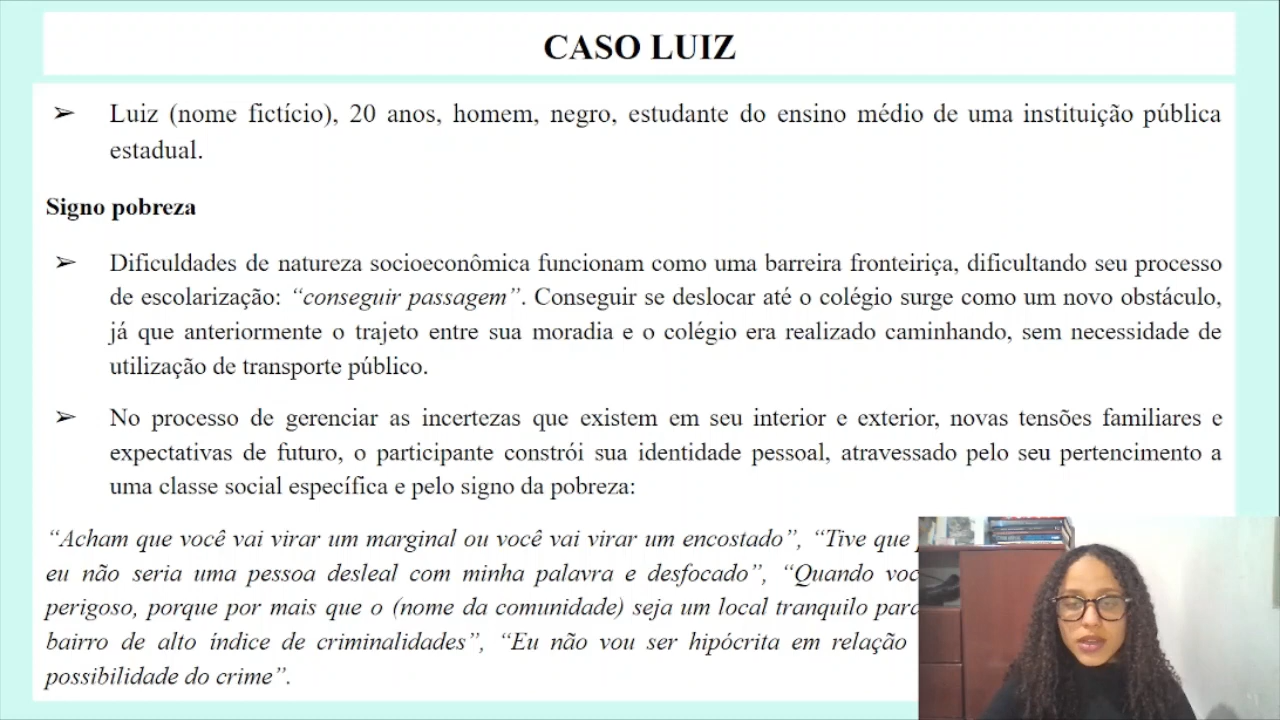 CASO LUIZ
➢ Luiz (nome fictício), 20 anos, homem, negro, estudante do ensino médio de uma instituição pública
estadual.
Signo pobreza
➢ Dificuldades de natureza socioeconômica funcionam como uma barreira fronteiriça, dificultando seu processo
de escolarização: “conseguir passagem”. Conseguir se deslocar até o colégio surge como um novo obstáculo,
já que anteriormente o trajeto entre sua moradia e o colégio era realizado caminhando, sem necessidade de
utilização de transporte público.
➢ No processo de gerenciar as incertezas que existem em seu interior e exterior, novas tensões familiares e
expectativas de futuro, o participante constrói sua identidade pessoal, atravessado pelo seu pertencimento a
uma classe social específica e pelo signo da pobreza:
“Acham que você vai virar um marginal ou você vai virar um encostado”, “Tive que
eu não seria uma pessoa desleal com minha palavra e desfocado”, “Quando
perigoso, porque por mais que o (nome da comunidade) seja um local tranquilo
bairro de alto índice de criminalidades”, “Eu não vou ser hipócrita em relação
possibilidade do crime”.